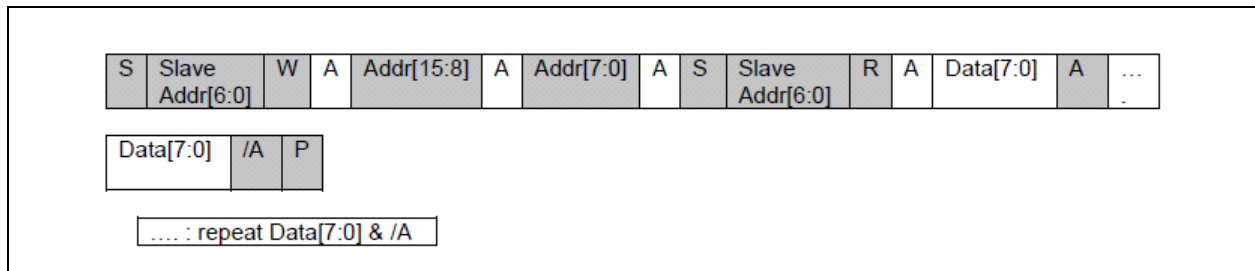 S Slave W A Addr[15:8] A Addr[7:0] A S Slave R A Data[7:0] A ...
Addr[6:0] Addr[6:0] .
Data[7:0] /A P
.... : repeat Data[7:0] & /A